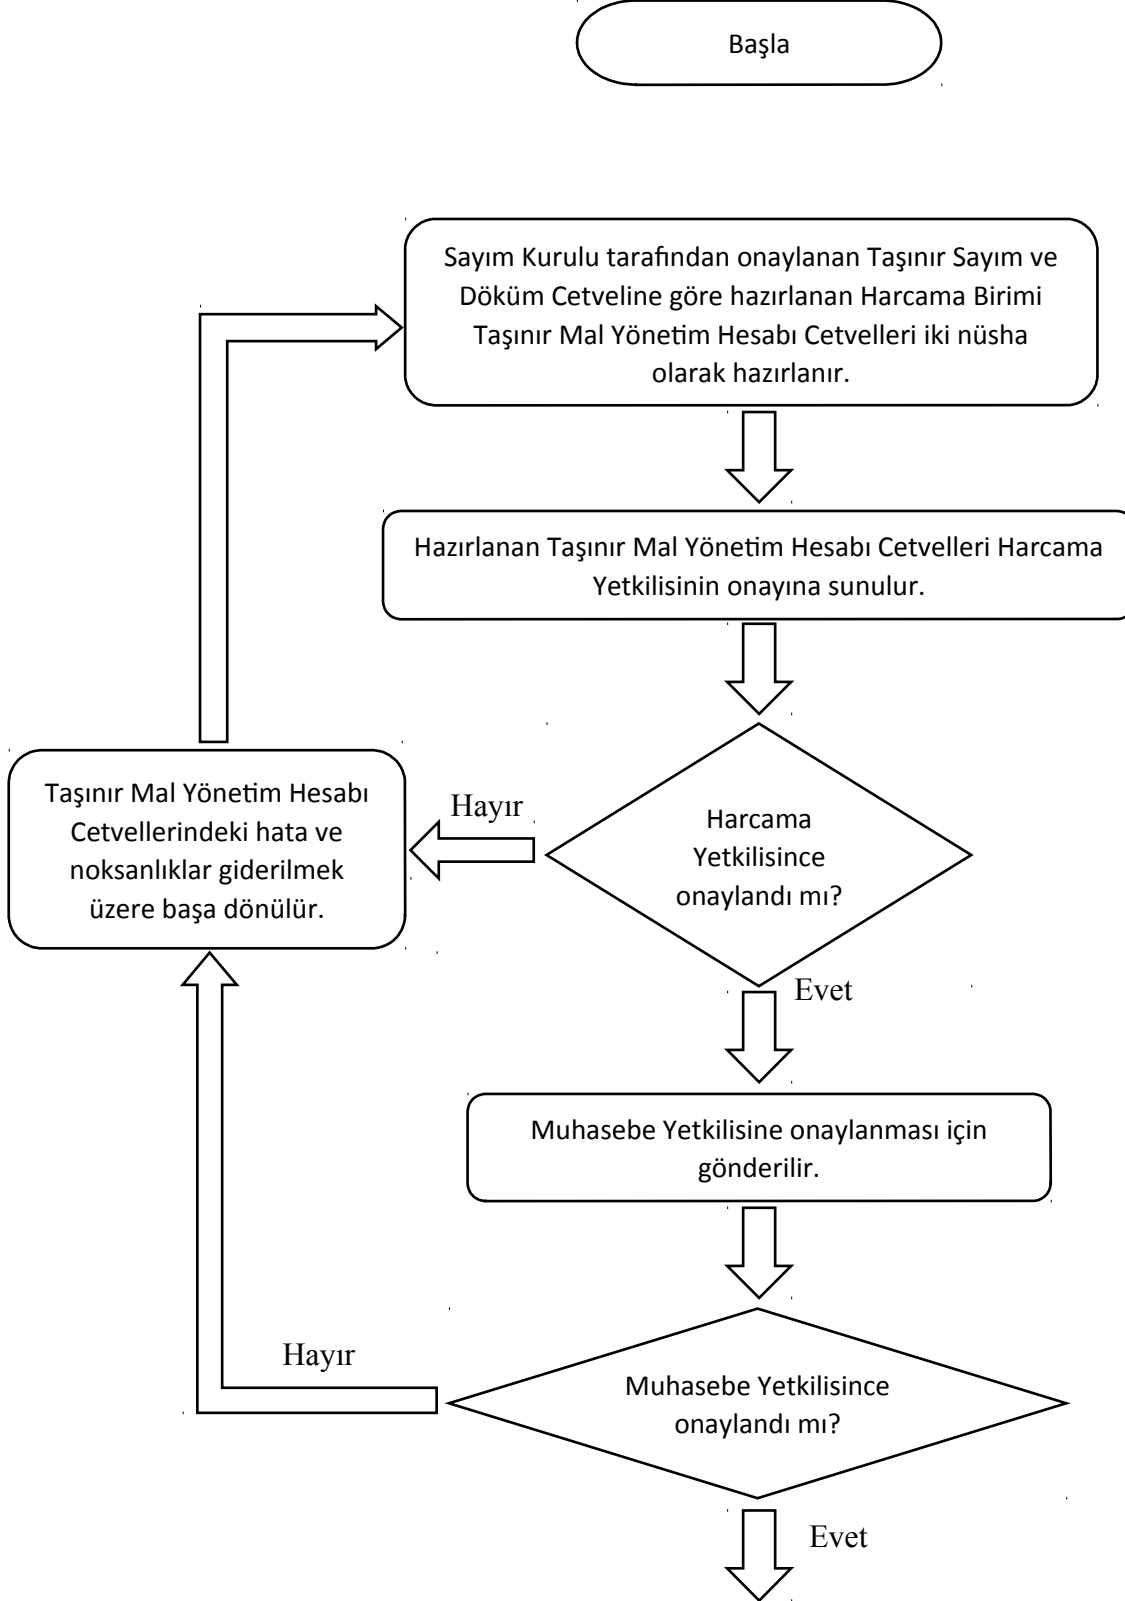 Başla
Sayım Kurulu tarafından onaylanan Taşınır Sayım ve
Döküm Cetveline göre hazırlanan Harcama Birimi
Taşınır Mal Yönetim Hesabı Cetvelleri iki nüsha
olarak hazırlanır.
Hazırlanan Taşınır Mal Yönetim Hesabı Cetvelleri Harcama
Yetkilisinin onayına sunulur.
Taşınır Mal Yönetim Hesabı
Cetvellerindeki hata ve
noksanlıklar giderilmek
üzere başa dönülür.
Hayır
Harcama
Yetkilisince
onaylandı mı?
Evet
Muhasebe Yetkilisine onaylanması için
gönderilir.
Hayır
Muhasebe Yetkilisince
onaylandı mı?
Evet